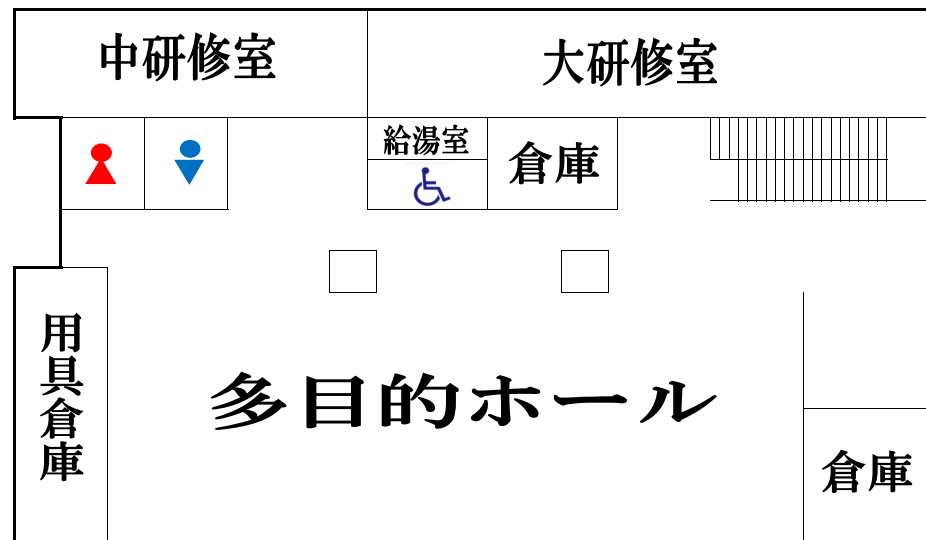 中研修室
大研修室
給湯室
倉庫
用具倉庫
多目的ホール
倉庫